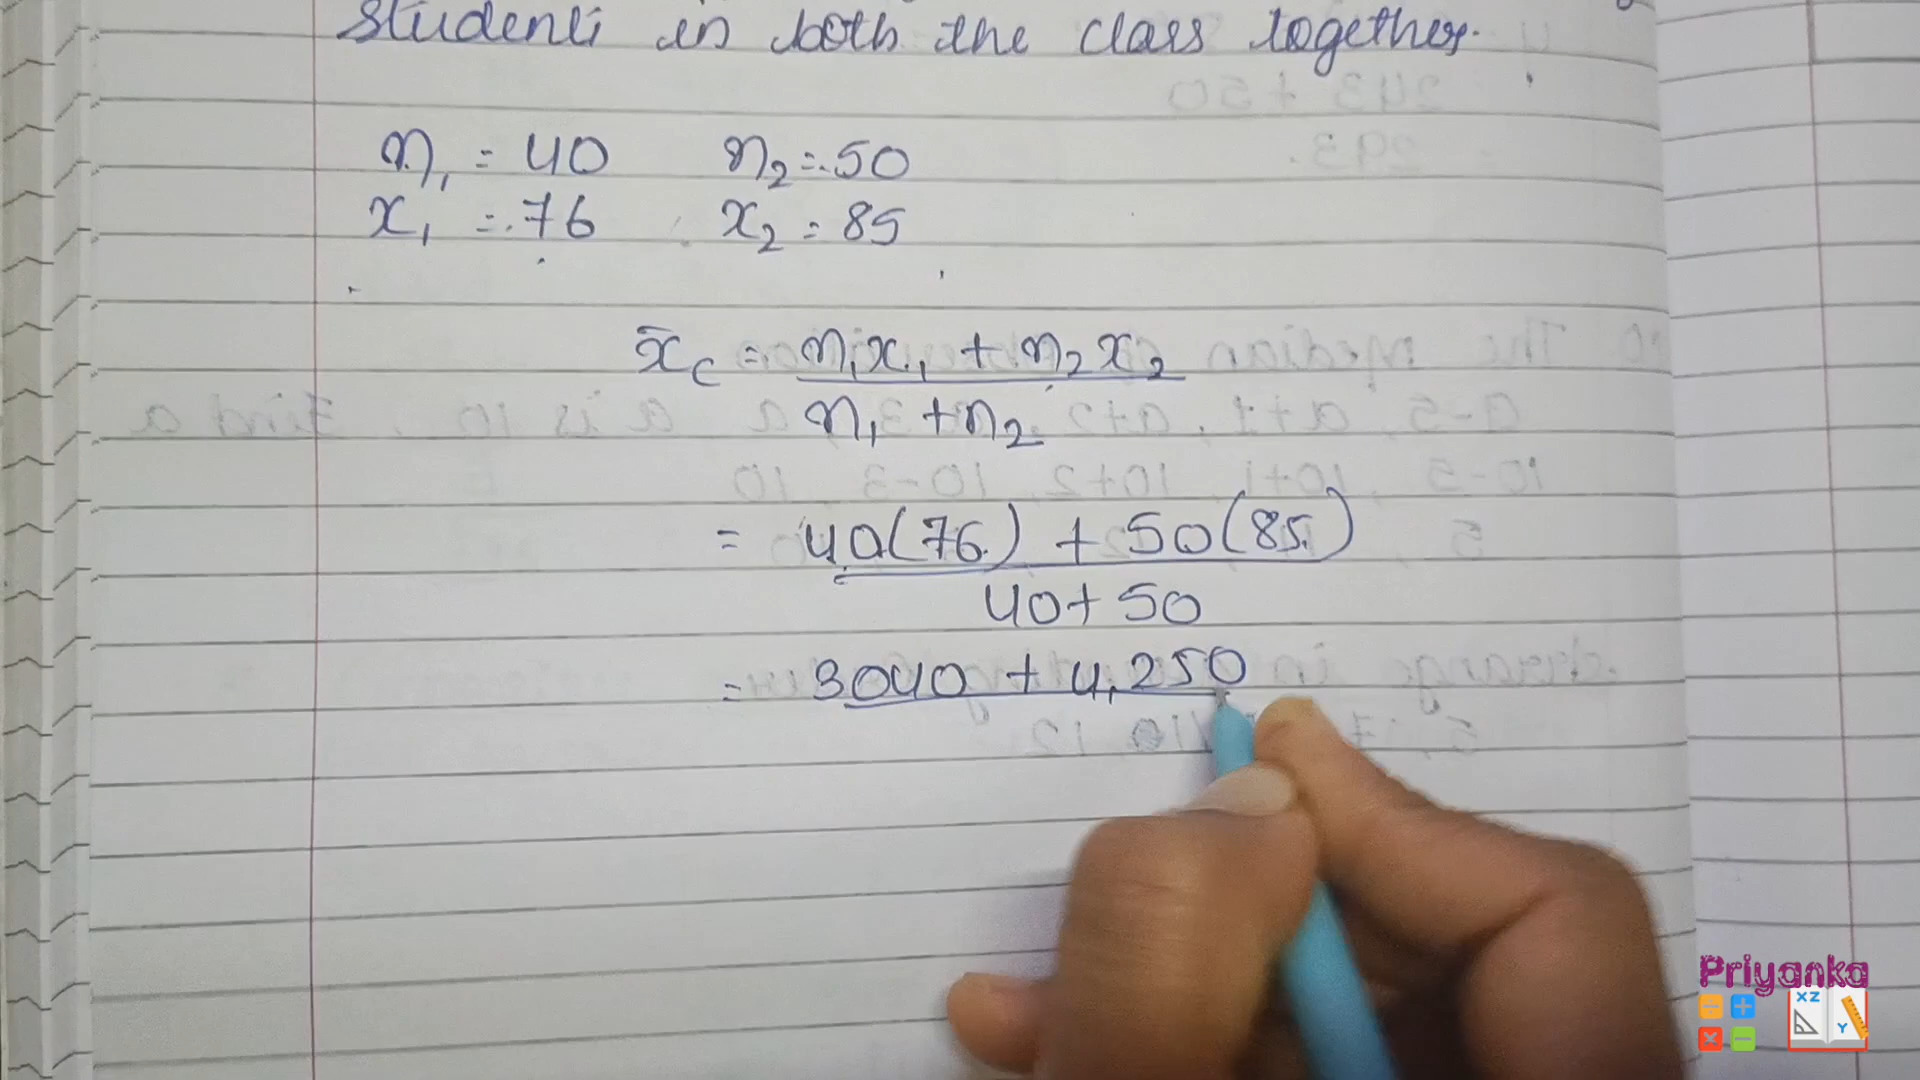 students in both the class together.
n₁ = 40 n₂ = 50
x₁ = 76 x₂ = 85
x̄c = n₁x₁ + n₂x₂
n₁ + n₂
= 40(76) + 50(85)
40 + 50
= 3040 + 4,250
Priyanka
XZ
Y